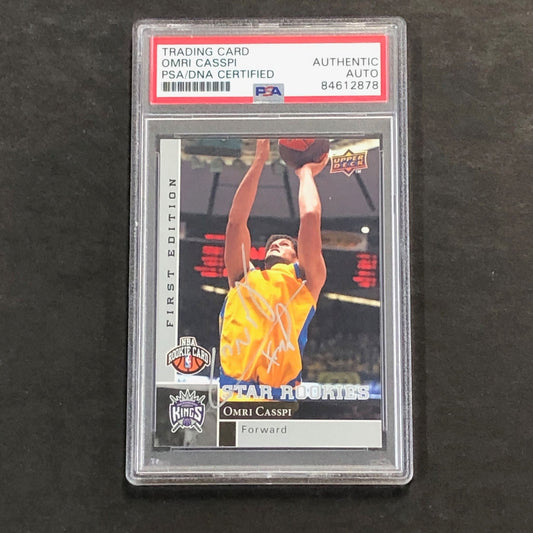 TRADING CARD
OMRI CASSPI
PSA/DNA CERTIFIED
AUTHENTIC
AUTO
84612878
PSA
UPPER
DECK
FIRST EDITION
NBA
ROOKIE CARD
STAR ROOKIES
KINGS
OMRI CASSPI
Forward